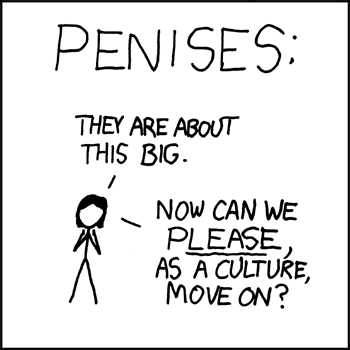 PENISES:
THEY ARE ABOUT
THIS BIG.
NOW CAN WE
PLEASE,
AS A CULTURE,
MOVE ON?